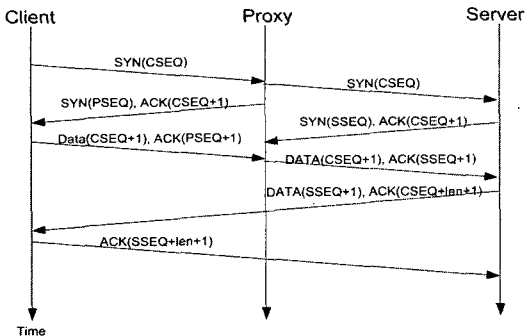 Client Proxy Server
SYN(CSEQ)
SYN(CSEQ)
SYN(PSEQ), ACK(CSEQ+1)
SYN(SSEQ), ACK(CSEQ+1)
Data(CSEQ+1), ACK(PSEQ+1)
DATA(CSEQ+1), ACK(SSEQ+1)
DATA(SSEQ+1), ACK(CSEQ+len+1)
ACK(SSEQ+len+1)
Time